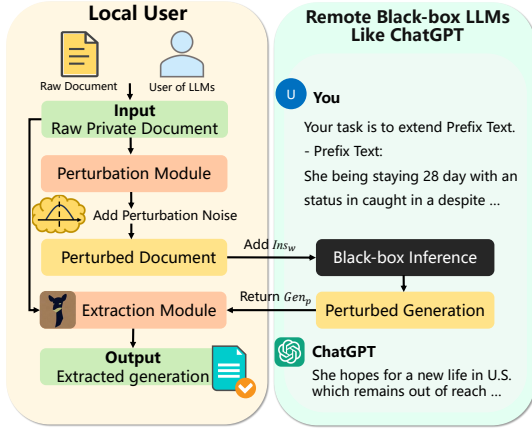 Local User
Raw Document
User of LLMs
Input
Raw Private Document
Perturbation Module
Add Perturbation Noise
Perturbed Document
Extraction Module
Output
Extracted generation
Add Ins_w
Return Gen_p
Remote Black-box LLMs
Like ChatGPT
U
You
Your task is to extend Prefix Text.
- Prefix Text:
She being staying 28 day with an
status in caught in a despite ...
Black-box Inference
Perturbed Generation
ChatGPT
She hopes for a new life in U.S.
which remains out of reach ...